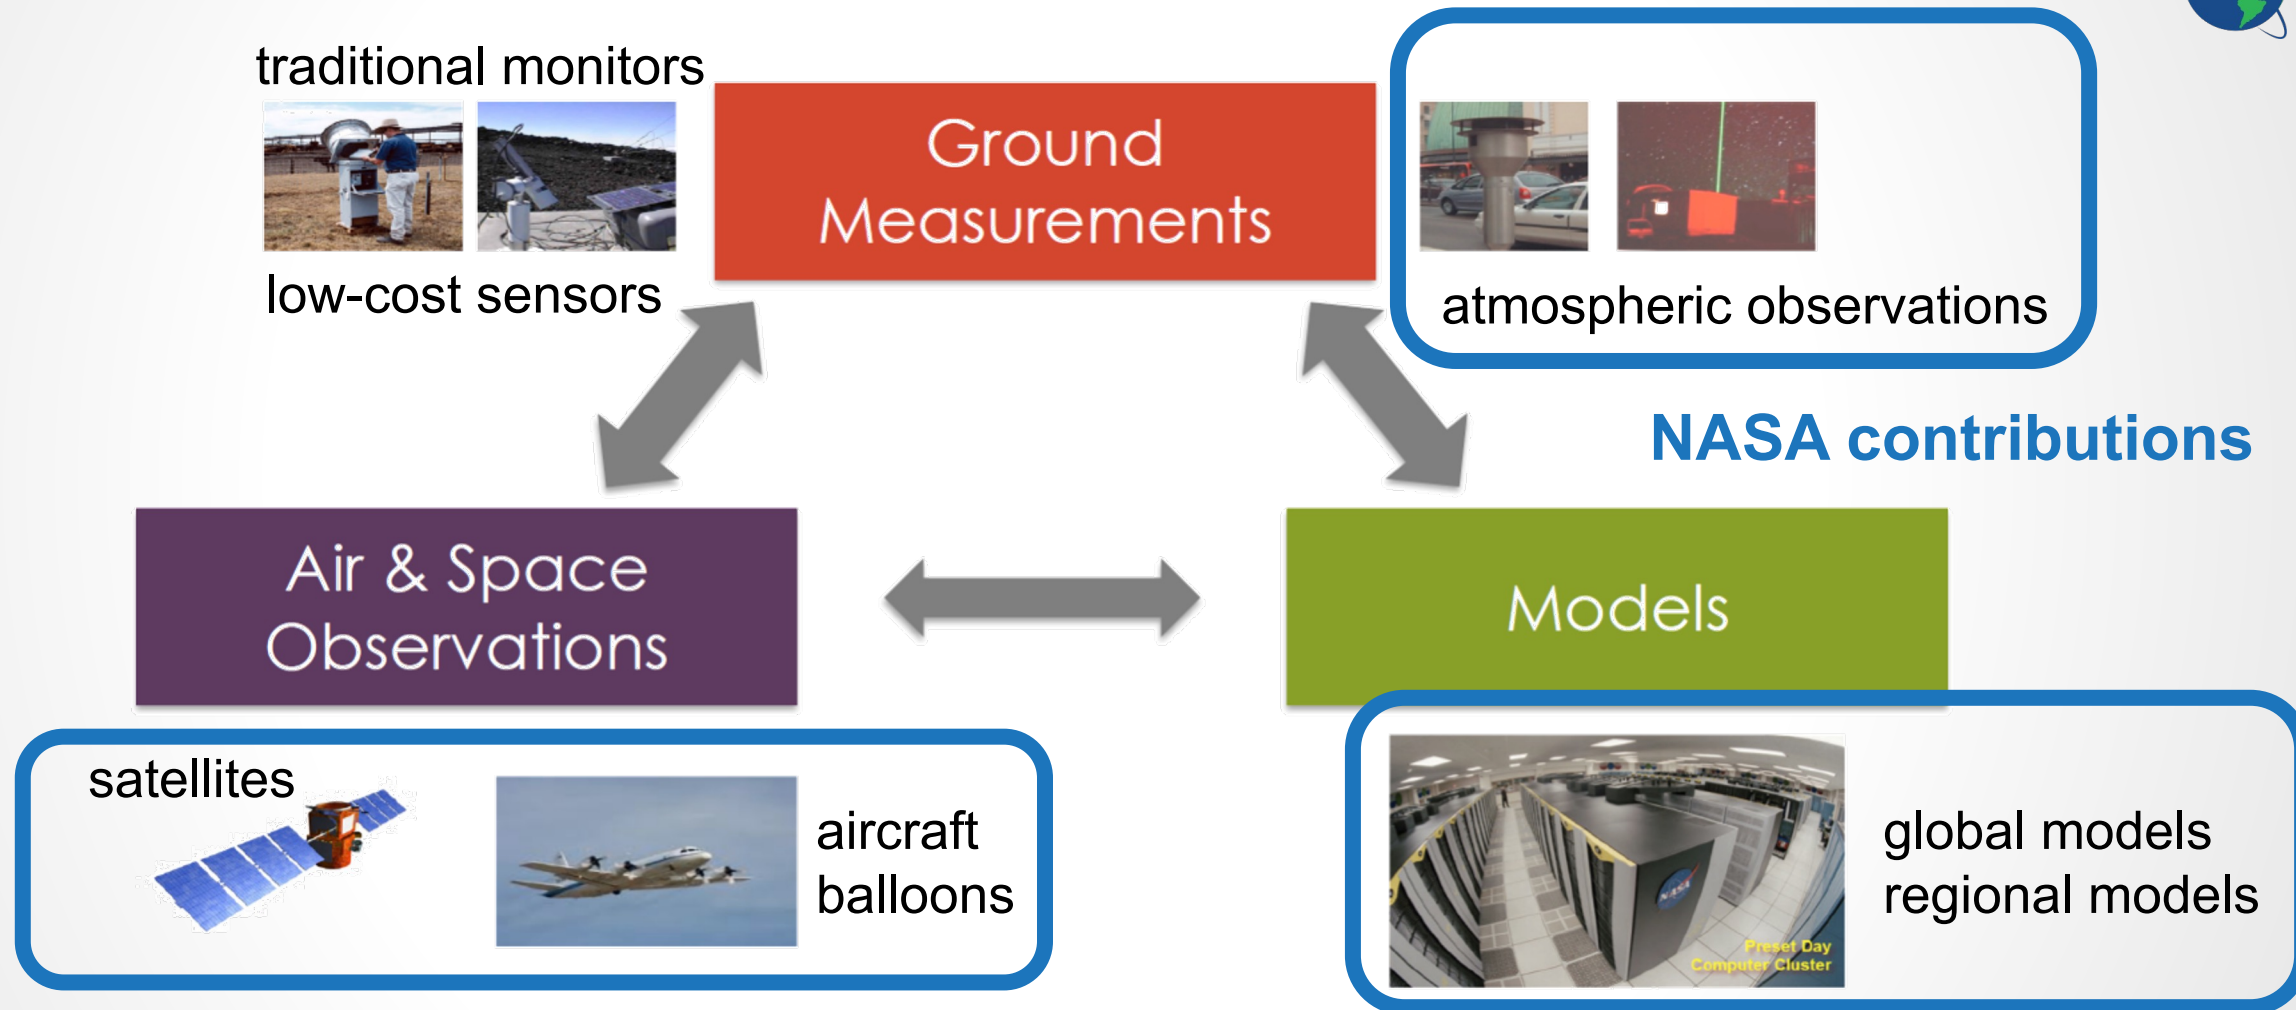 traditional monitors
Ground
Measurements
low-cost sensors
atmospheric observations
NASA contributions
Air & Space
Observations
Models
satellites
aircraft
balloons
NASA
Preset Day
Computer Cluster
global models
regional models